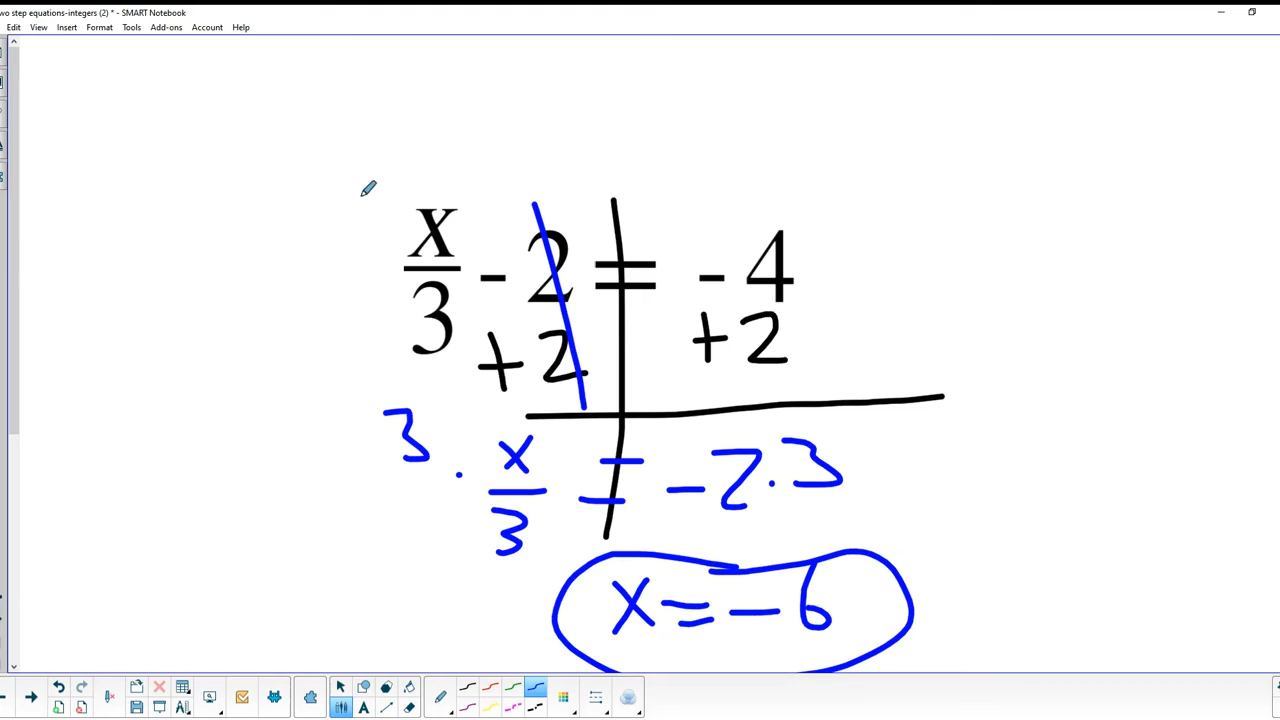 wo step equations-integers (2) * - SMART Notebook
Edit View Insert Format Tools Add-ons Account Help
x/3 - 2 = - 4
+2 +2
3 · x/3 = -2 · 3
x = -6